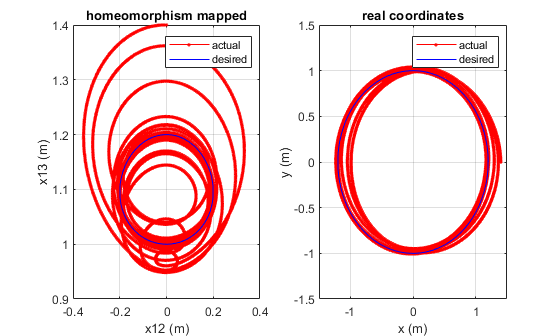 homeomorphism mapped
1.4
1.3
1.2
1.1
1
0.9
-0.4
-0.2
0
0.2
0.4
x13 (m)
x12 (m)
actual
desired
real coordinates
1.5
1
0.5
0
-0.5
-1
-1.5
-1
0
1
y (m)
x (m)
actual
desired